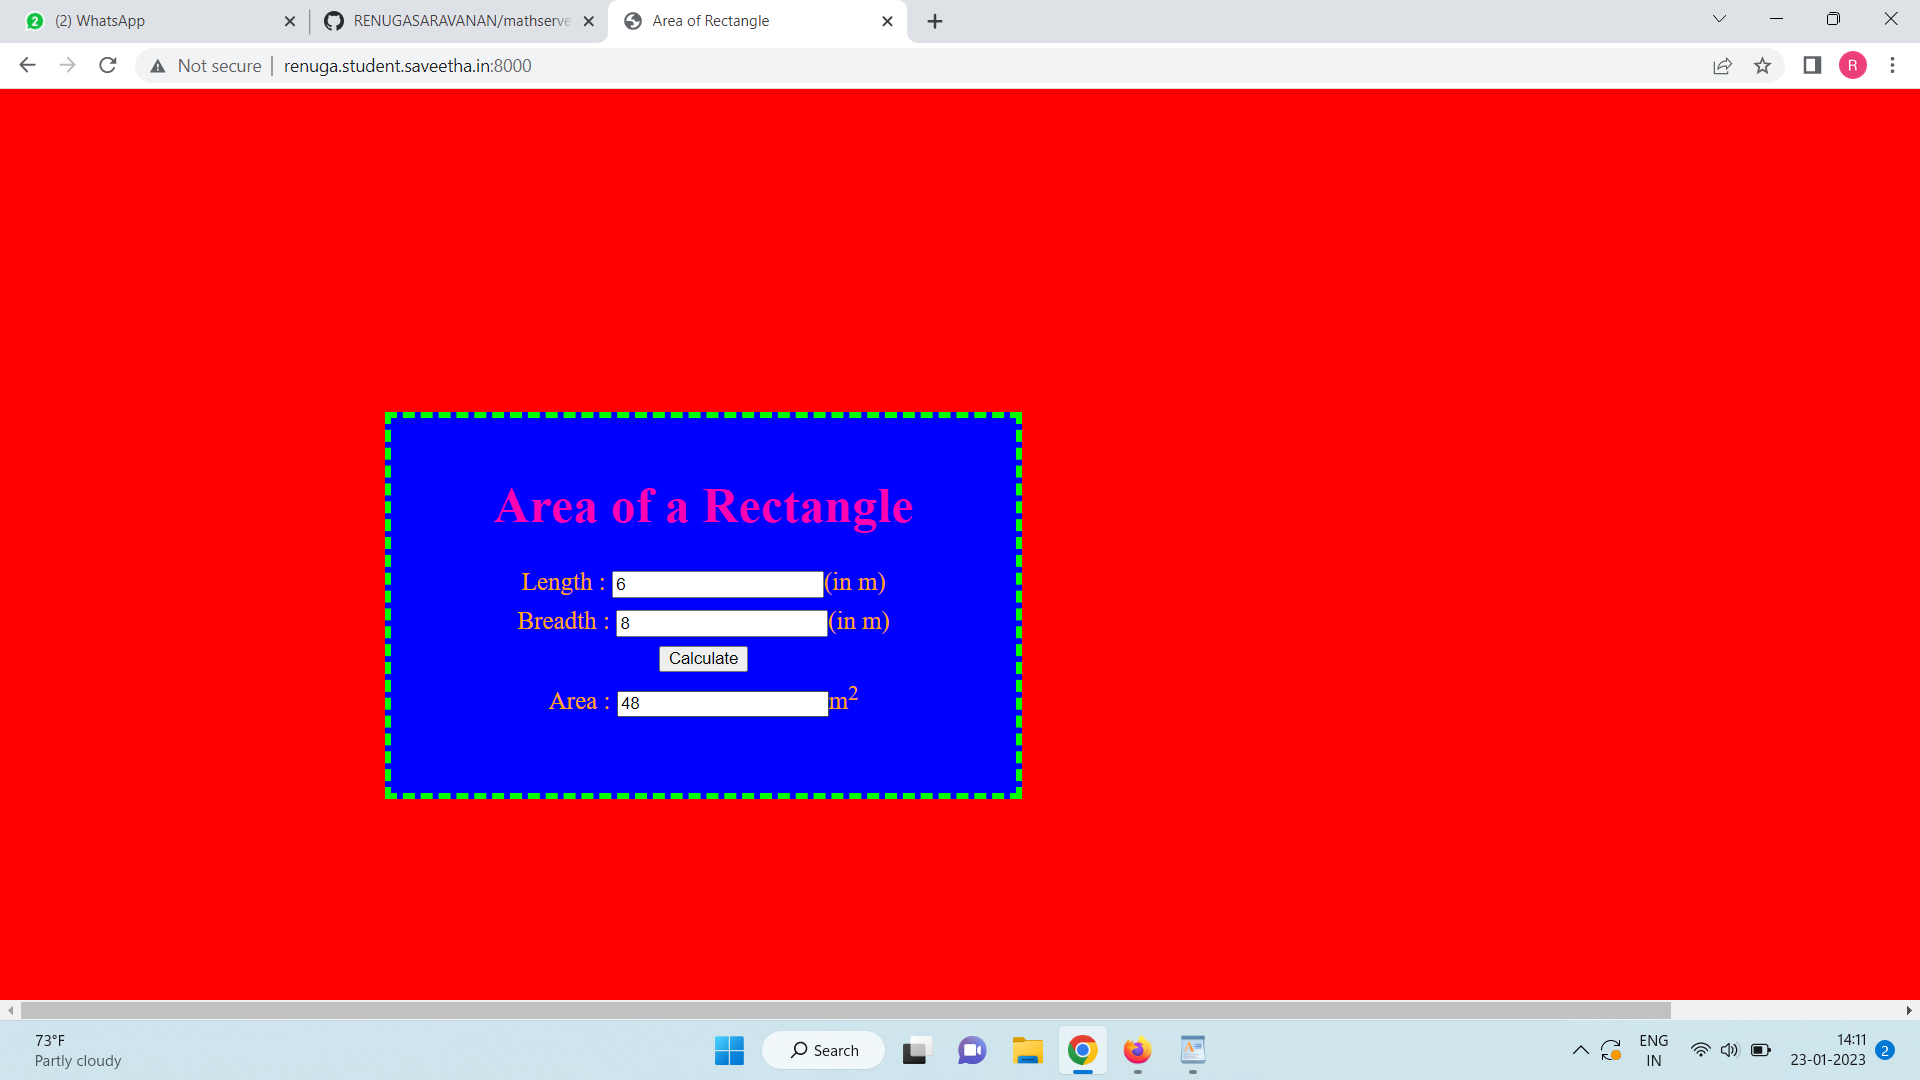 (2) WhatsApp
RENUGASARAVANAN/mathserve
Area of Rectangle
Not secure | renuga.student.saveetha.in:8000
R
Area of a Rectangle
Length : 6 (in m)
Breadth : 8 (in m)
Calculate
Area : 48 m²
73°F
Partly cloudy
Search
ENG
IN
14:11
23-01-2023
2